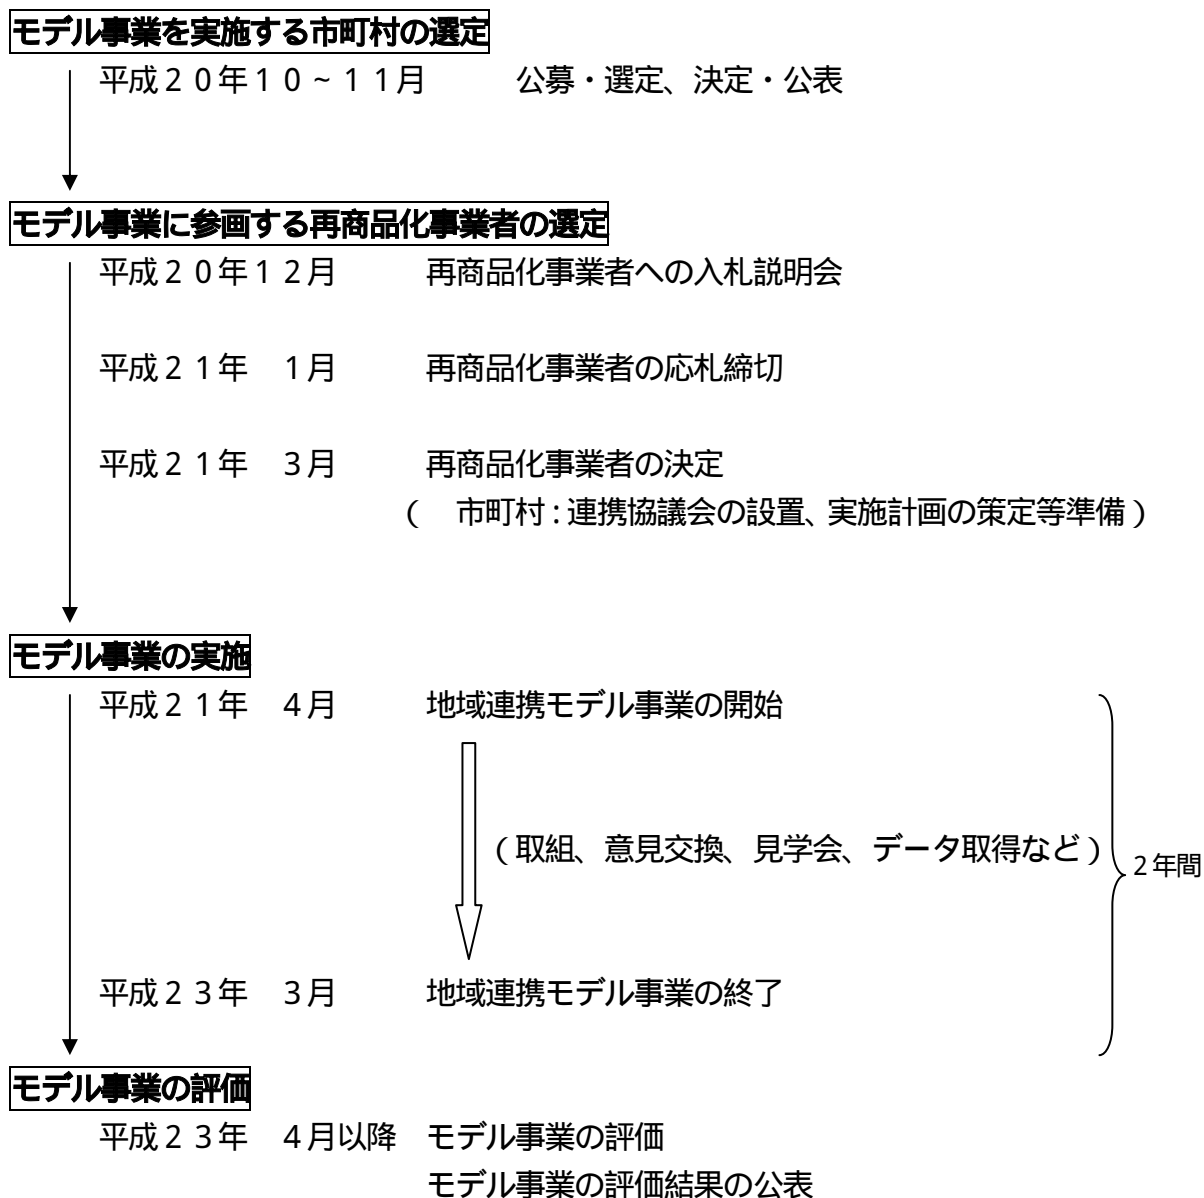 モデル事業を実施する市町村の選定
平成２０年１０～１１月　公募・選定、決定・公表
モデル事業に参画する再商品化事業者の選定
平成２０年１２月　再商品化事業者への入札説明会
平成２１年　１月　再商品化事業者の応札締切
平成２１年　３月　再商品化事業者の決定
（　市町村：連携協議会の設置、実施計画の策定等準備）
モデル事業の実施
平成２１年　４月　地域連携モデル事業の開始
（取組、意見交換、見学会、データ取得など）
２年間
平成２３年　３月　地域連携モデル事業の終了
モデル事業の評価
平成２３年　４月以降　モデル事業の評価
モデル事業の評価結果の公表